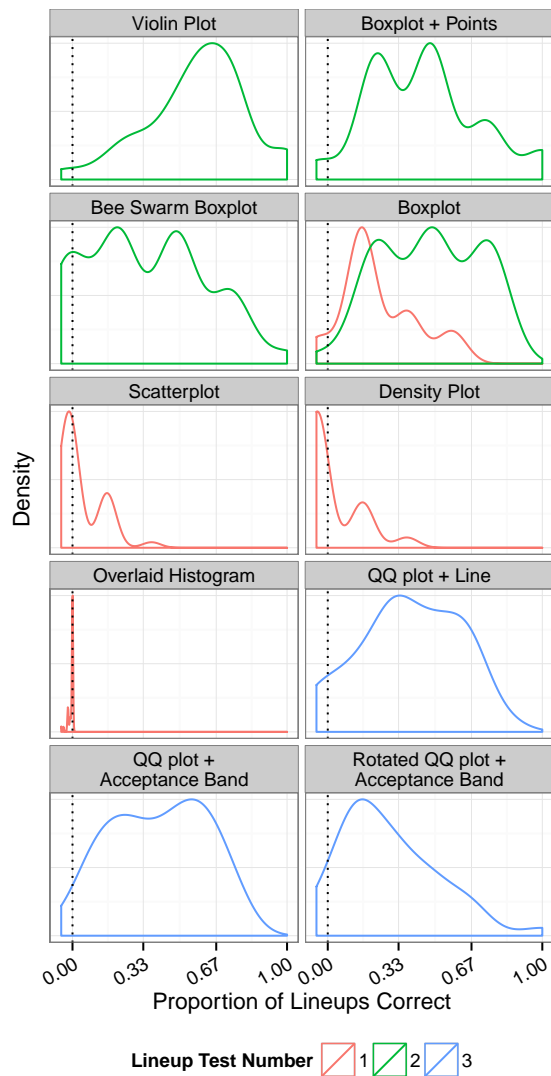 Violin Plot
Boxplot + Points
Bee Swarm Boxplot
Boxplot
Scatterplot
Density Plot
Overlaid Histogram
QQ plot + Line
QQ plot +
Acceptance Band
Rotated QQ plot +
Acceptance Band
Density
0.00
0.33
0.67
1.00
0.00
0.33
0.67
1.00
Proportion of Lineups Correct
Lineup Test Number 1 2 3